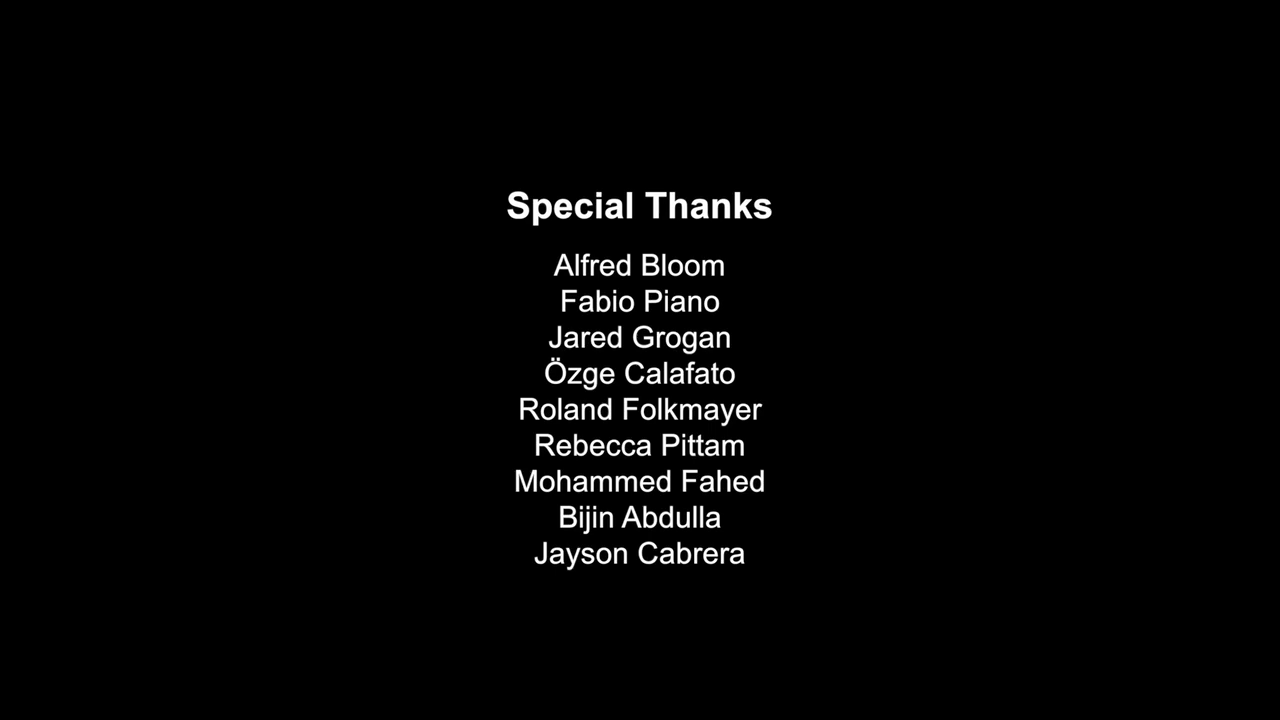 Special Thanks
Alfred Bloom
Fabio Piano
Jared Grogan
Özge Calafato
Roland Folkmayer
Rebecca Pittam
Mohammed Fahed
Bijin Abdulla
Jayson Cabrera